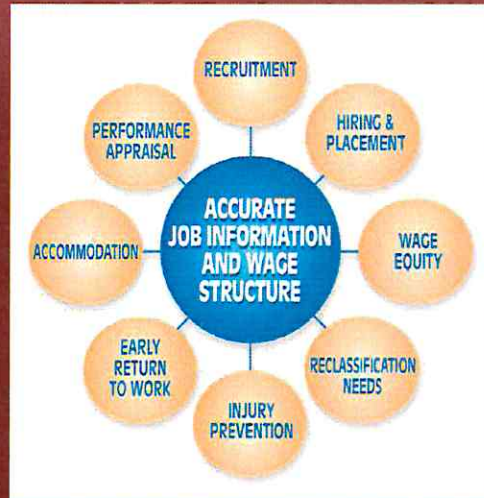 RECRUITMENT
HIRING &
PLACEMENT
WAGE
EQUITY
RECLASSIFICATION
NEEDS
INJURY
PREVENTION
EARLY
RETURN
TO WORK
ACCOMMODATION
PERFORMANCE
APPRAISAL
ACCURATE
JOB INFORMATION
AND WAGE
STRUCTURE